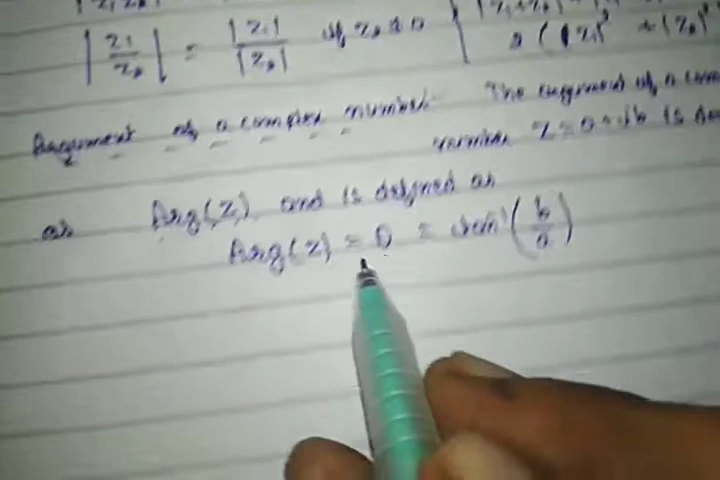 |z₁/z₂| = |z₁|/|z₂| if z₂ ≠ 0
Argument of a complex number. The argument of a
number z = a + ib is
as Arg(z) and is defined as
Arg(z) = θ = tan⁻¹(b/a)